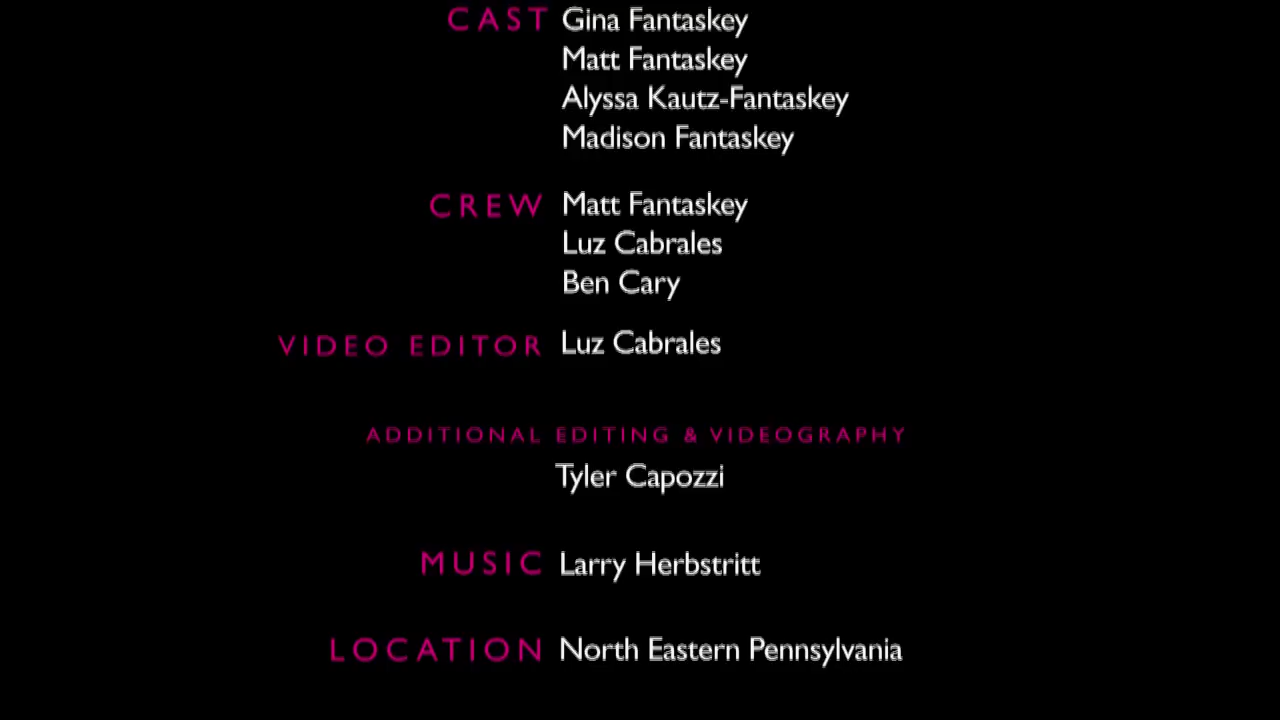 CAST Gina Fantaskey
Matt Fantaskey
Alyssa Kautz-Fantaskey
Madison Fantaskey
CREW Matt Fantaskey
Luz Cabrales
Ben Cary
VIDEO EDITOR Luz Cabrales
ADDITIONAL EDITING & VIDEOGRAPHY
Tyler Capozzi
MUSIC Larry Herbstritt
LOCATION North Eastern Pennsylvania